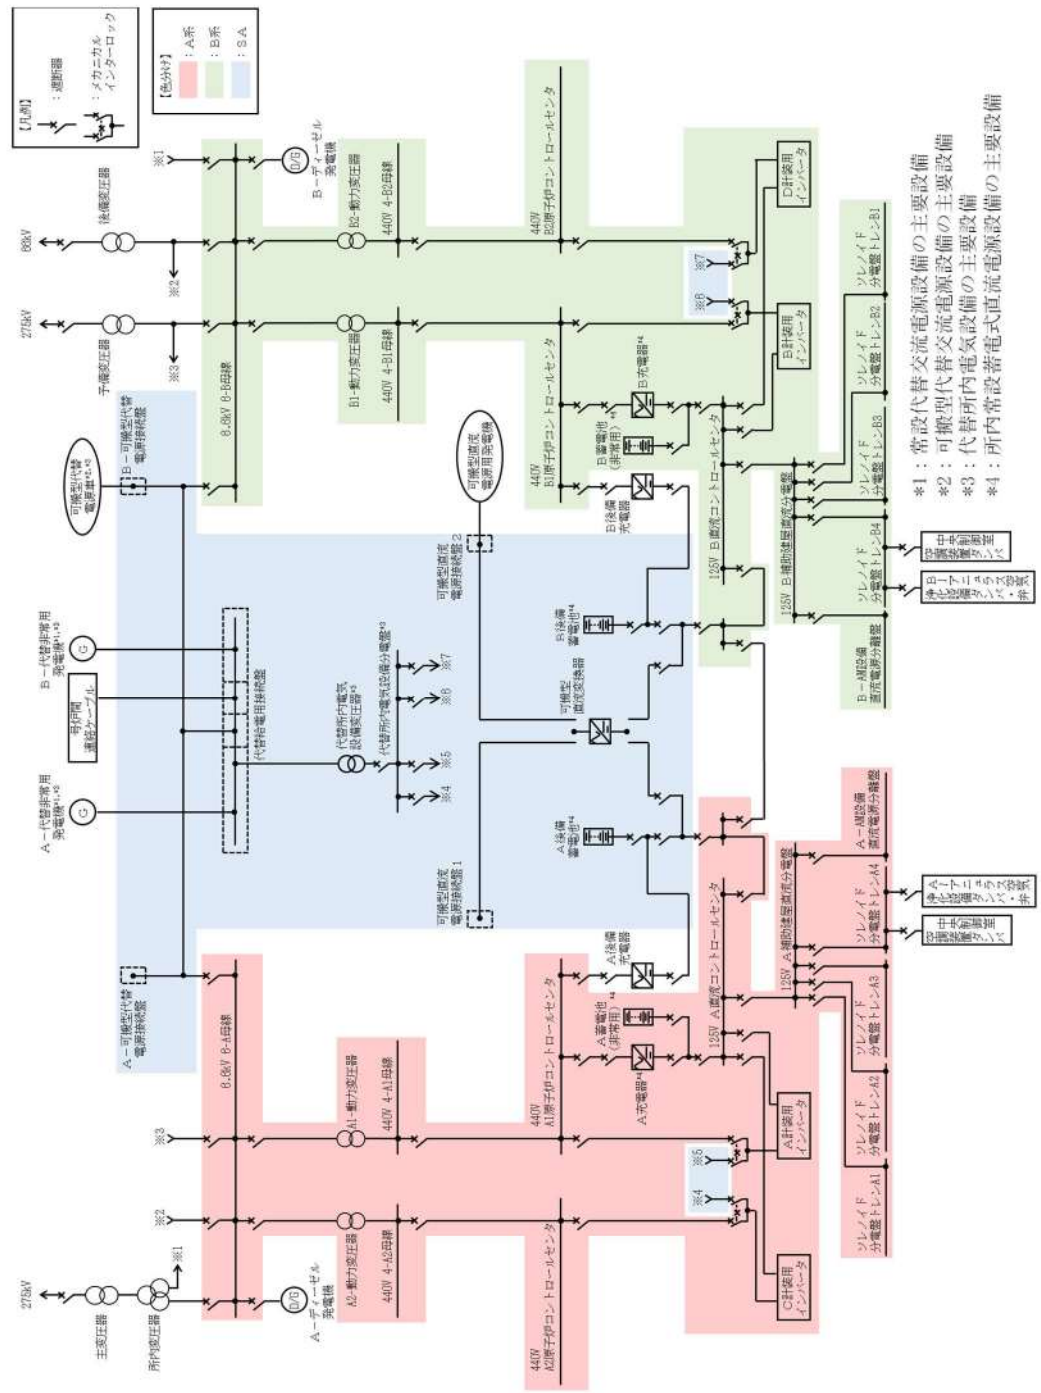 275kV
主変圧器
所内変圧器
※1
※2
※3
A-ディーゼル
発電機
D/G
6.6kV 6-A母線
A2-動力変圧器
A1-動力変圧器
440V 4-A2母線
440V 4-A1母線
440V
A2原子炉コントロールセンタ
440V
A1原子炉コントロールセンタ
※4
※5
C計装用
インバータ
A計装用
インバータ
A充電器*4
A蓄電池*4
(非常用)
A後備
充電器
125V A直流コントロールセンタ
125V A補助建屋直流分電盤
ソレノイド
分電盤トレンA1
ソレノイド
分電盤トレンA2
ソレノイド
分電盤トレンA3
ソレノイド
分電盤トレンA4
A-AM設備
直流電源分離盤
中央制御室
空調装置ダンパ
A-アニュラス空気
浄化設備ダンパ・弁
A-可搬型代替
電源接続盤
A-代替非常用
発電機*1,*3
G
号炉間
連絡ケーブル
B-代替非常用
発電機*1,*3
G
代替給電用接続盤
代替所内電気
設備変圧器*3
代替所内電気設備分電盤*3
※4
※5
※6
※7
可搬型直流
電源接続盤1
A後備
蓄電池*4
可搬型
直流変換器
B後備
蓄電池*4
可搬型直流
電源接続盤2
可搬型直流
電源用発電機
可搬型代替
電源車*2,*3
B-可搬型代替
電源接続盤
275kV
予備変圧器
※3
66kV
後備変圧器
※2
※1
6.6kV 6-B母線
D/G
B-ディーゼル
発電機
B1-動力変圧器
B2-動力変圧器
440V 4-B1母線
440V 4-B2母線
440V
B1原子炉コントロールセンタ
440V
B2原子炉コントロールセンタ
B後備
充電器
B蓄電池*4
(非常用)
B充電器*4
※6
※7
B計装用
インバータ
D計装用
インバータ
125V B直流コントロールセンタ
125V B補助建屋直流分電盤
B-AM設備
直流電源分離盤
ソレノイド
分電盤トレンB4
ソレノイド
分電盤トレンB3
ソレノイド
分電盤トレンB2
ソレノイド
分電盤トレンB1
B-アニュラス空気
浄化設備ダンパ・弁
中央制御室
空調装置ダンパ
【凡例】
：遮断器
：メカニカル
インターロック
【色分け】
：A系
：B系
：SA
*1：常設代替交流電源設備の主要設備
*2：可搬型代替交流電源設備の主要設備
*3：代替所内電気設備の主要設備
*4：所内常設蓄電式直流電源設備の主要設備